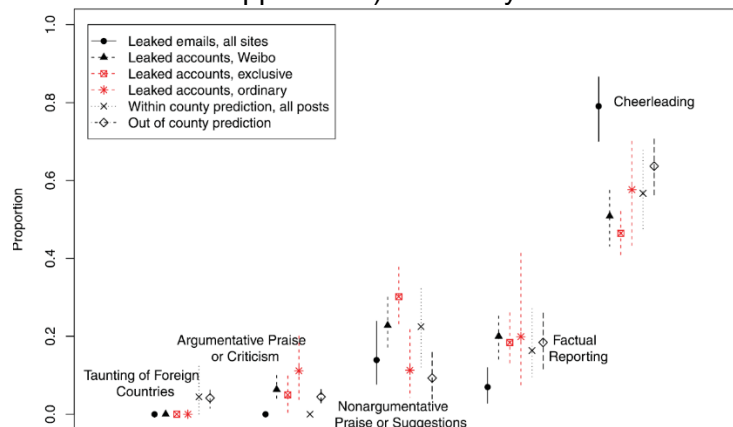 1.0
0.8
0.6
0.4
0.2
0.0
Proportion
Leaked emails, all sites
Leaked accounts, Weibo
Leaked accounts, exclusive
Leaked accounts, ordinary
Within county prediction, all posts
Out of county prediction
Cheerleading
Argumentative Praise
or Criticism
Taunting of Foreign
Countries
Nonargumentative
Praise or Suggestions
Factual
Reporting